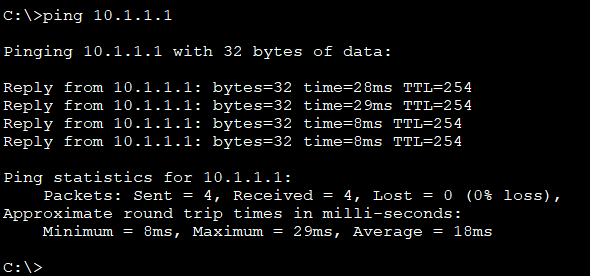 C:\>ping 10.1.1.1
Pinging 10.1.1.1 with 32 bytes of data:
Reply from 10.1.1.1: bytes=32 time=28ms TTL=254
Reply from 10.1.1.1: bytes=32 time=29ms TTL=254
Reply from 10.1.1.1: bytes=32 time=8ms TTL=254
Reply from 10.1.1.1: bytes=32 time=8ms TTL=254
Ping statistics for 10.1.1.1:
    Packets: Sent = 4, Received = 4, Lost = 0 (0% loss),
Approximate round trip times in milli-seconds:
    Minimum = 8ms, Maximum = 29ms, Average = 18ms
C:\>